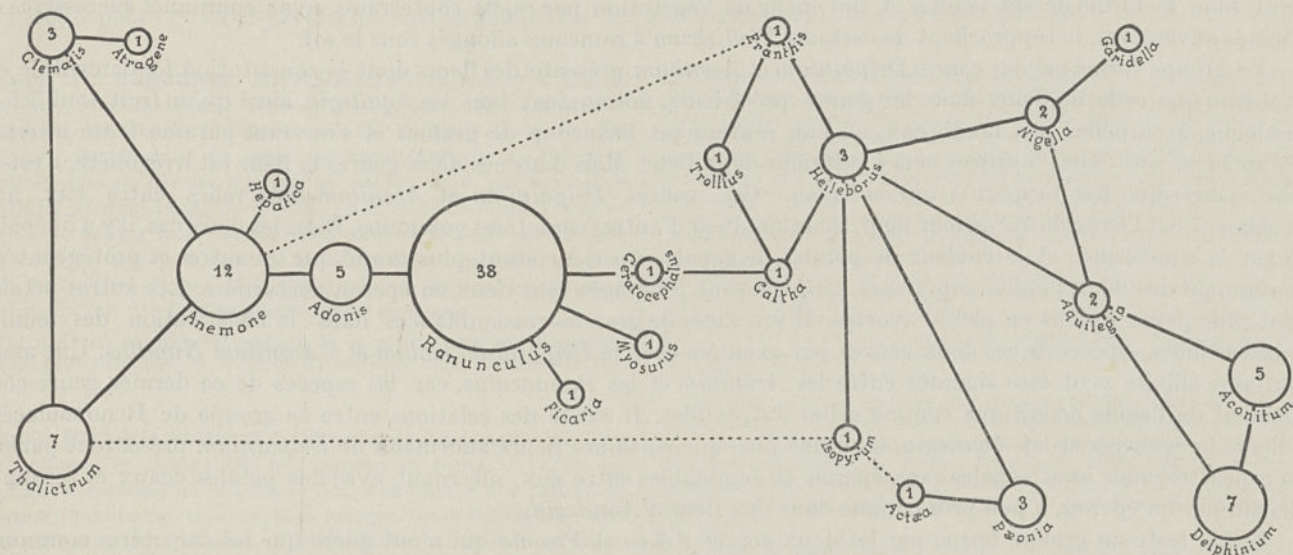 3
Clematis
1
Atragene
1
Eranthis
1
Garidella
2
Nigella
3
Helleborus
1
Trollius
1
Hepatica
12
Anemone
5
Adonis
38
Ranunculus
1
Ceratocephalus
1
Caltha
1
Myosurus
1
Ficaria
2
Aquilegia
5
Aconitum
7
Thalictrum
1
Isopyrum
1
Actæa
3
Pæonia
7
Delphinium